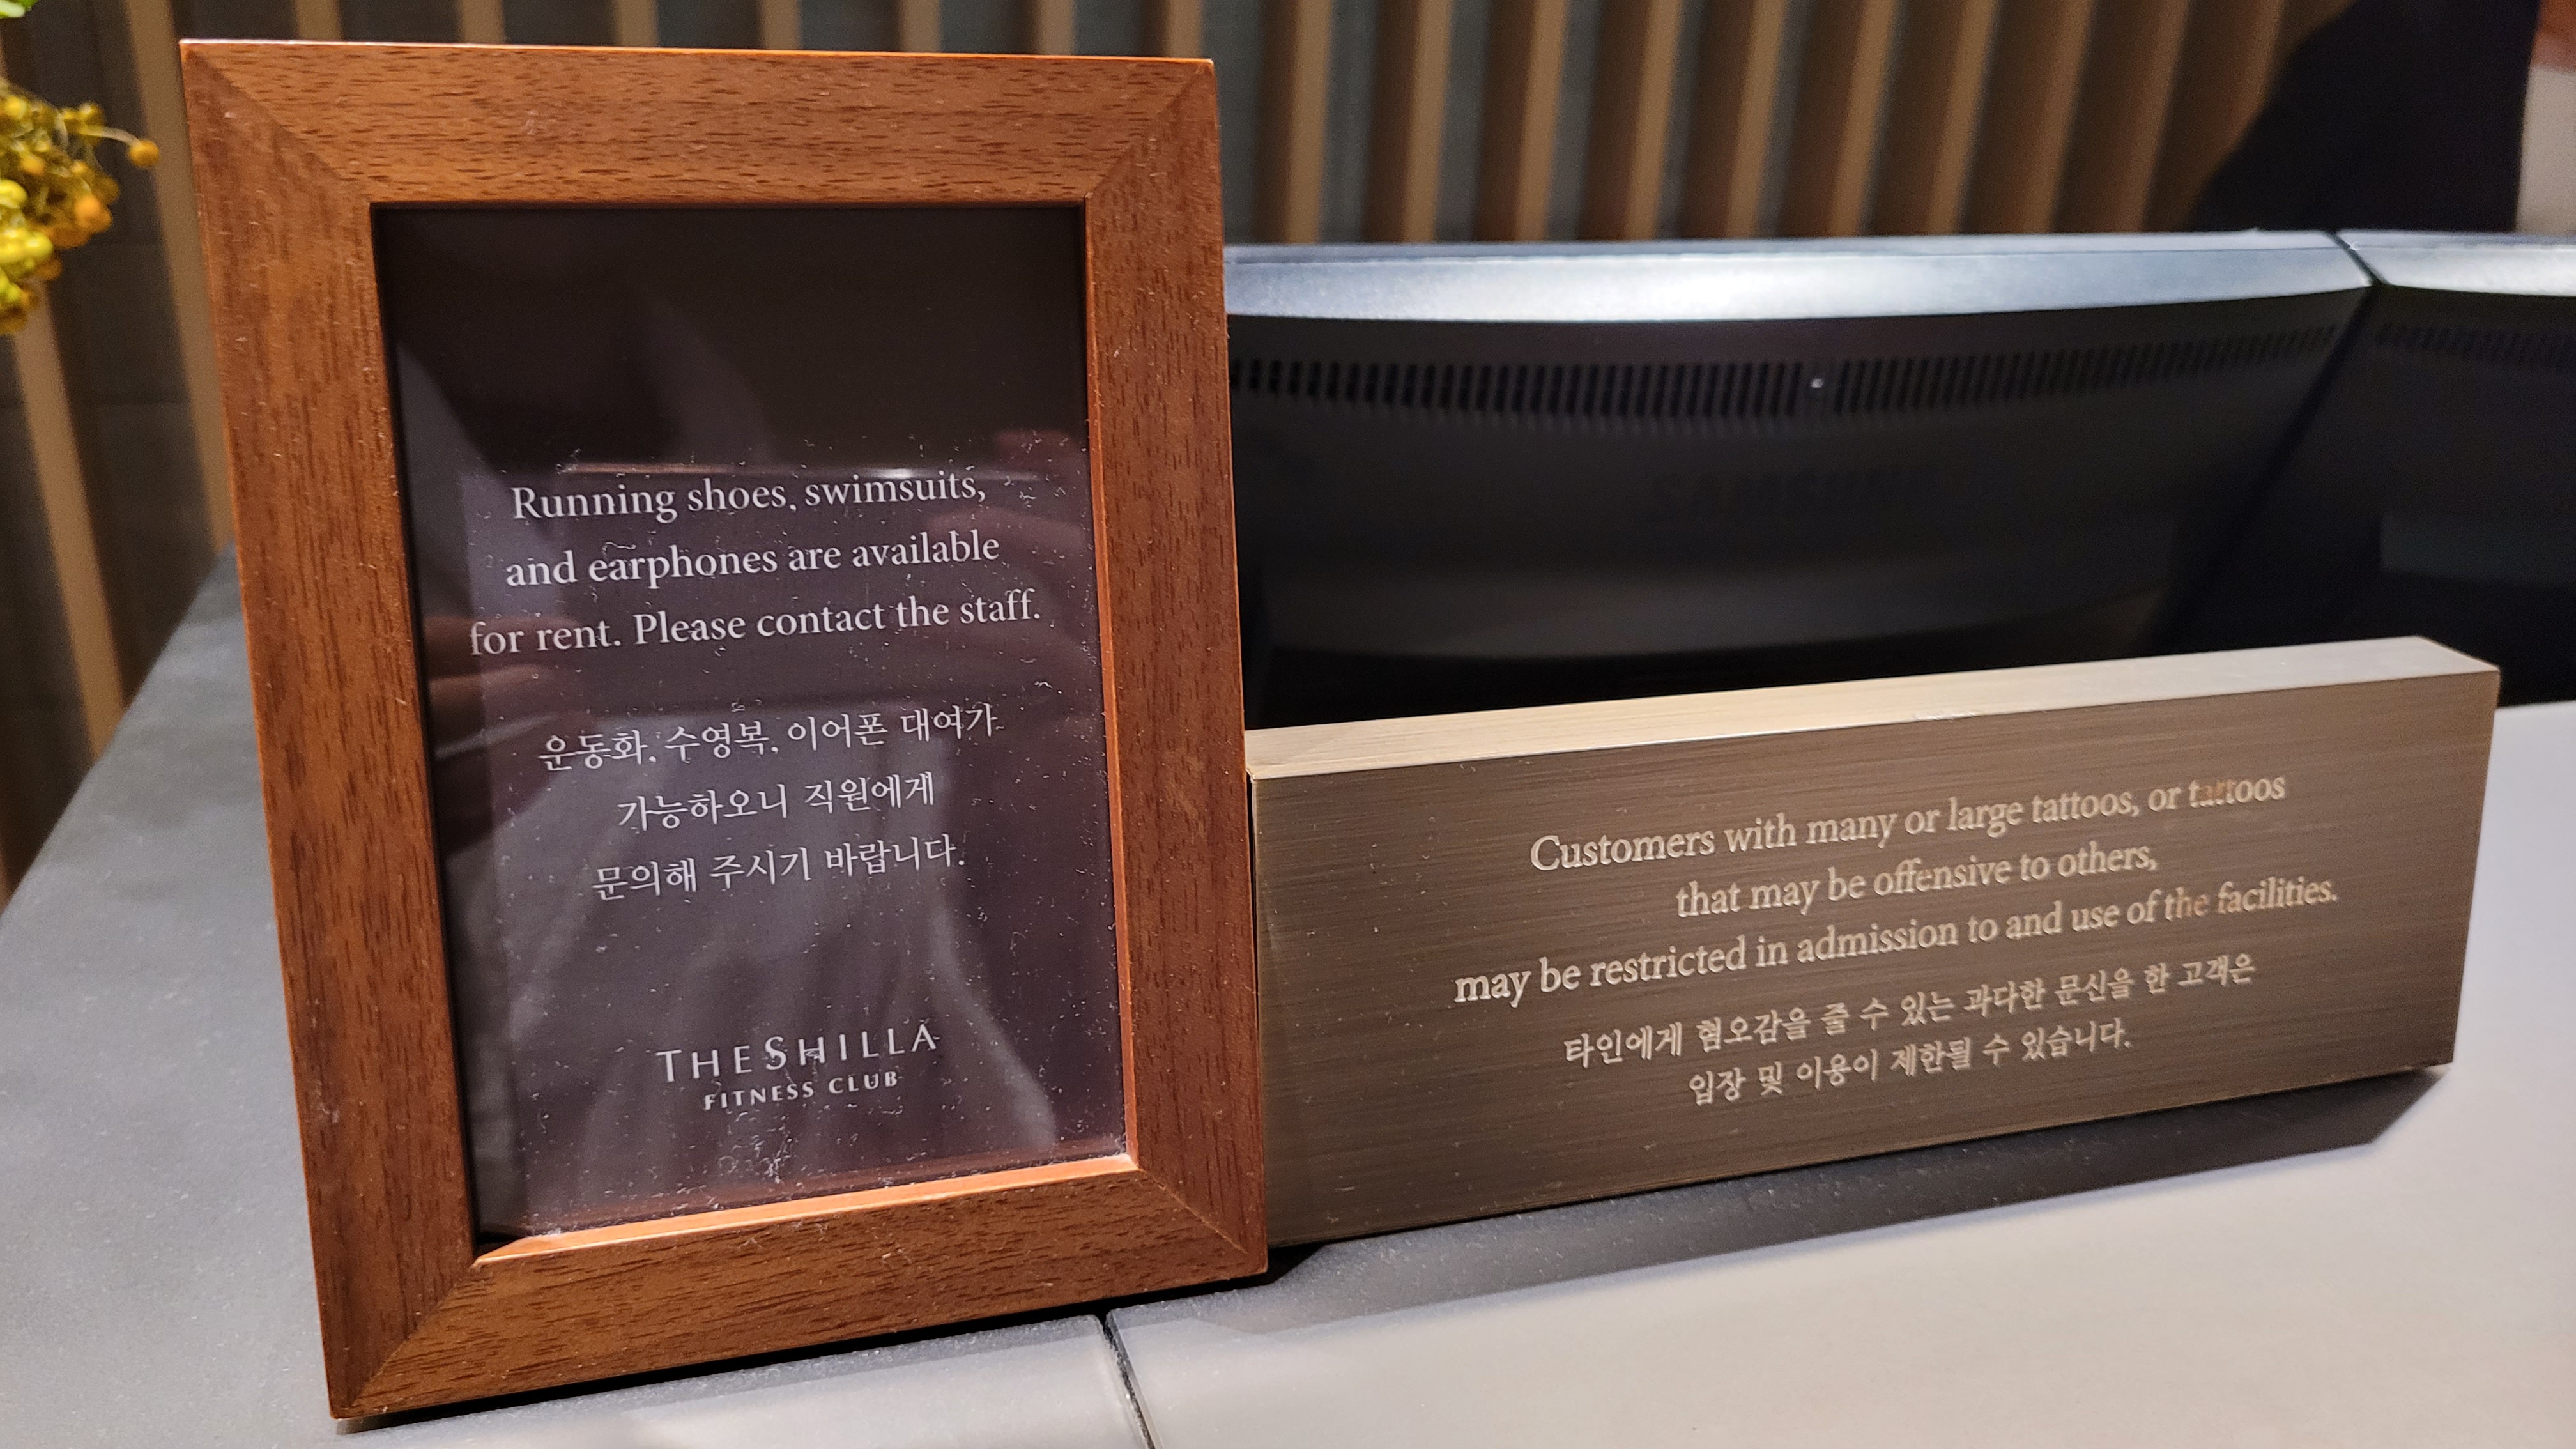 Running shoes, swimsuits,
and earphones are available
for rent. Please contact the staff.
운동화, 수영복, 이어폰 대여가
가능하오니 직원에게
문의해 주시기 바랍니다.
THE SHILLA
FITNESS CLUB
Customers with many or large tattoos, or tattoos
that may be offensive to others,
may be restricted in admission to and use of the facilities.
타인에게 혐오감을 줄 수 있는 과다한 문신을 한 고객은
입장 및 이용이 제한될 수 있습니다.